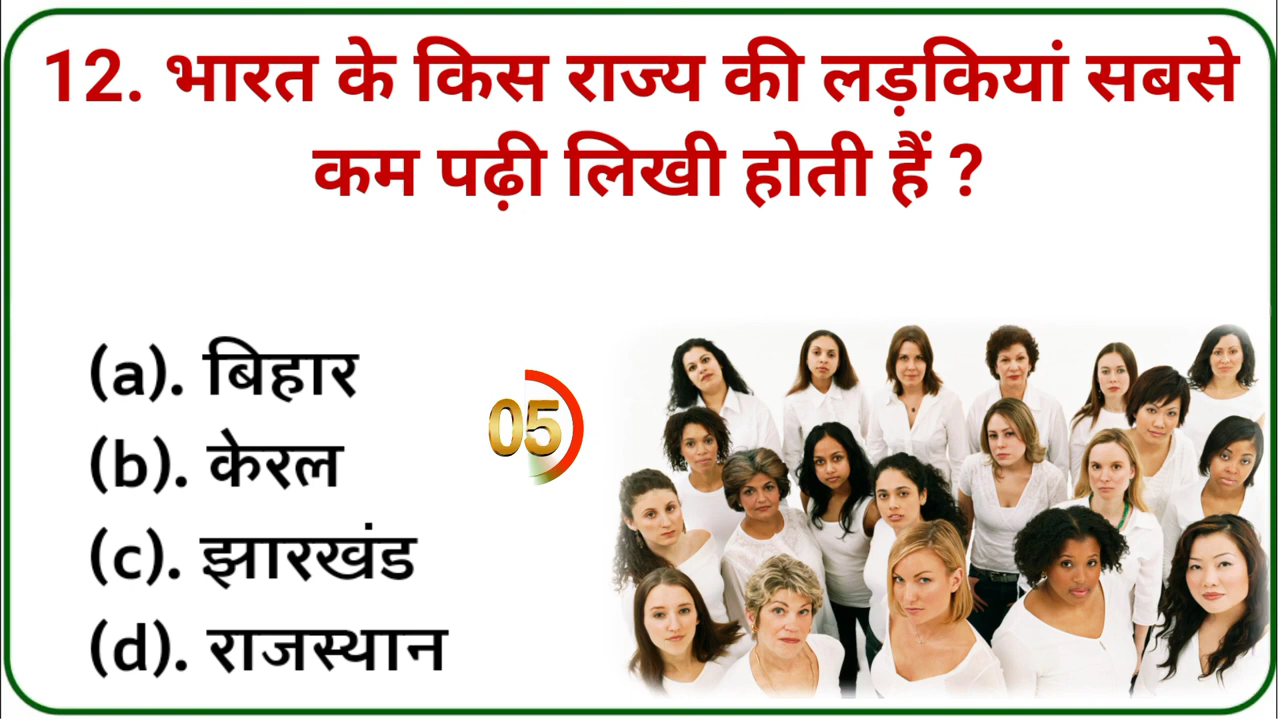 12. भारत के किस राज्य की लड़कियां सबसे
कम पढ़ी लिखी होती हैं ?
(a). बिहार
(b). केरल
05
(c). झारखंड
(d). राजस्थान